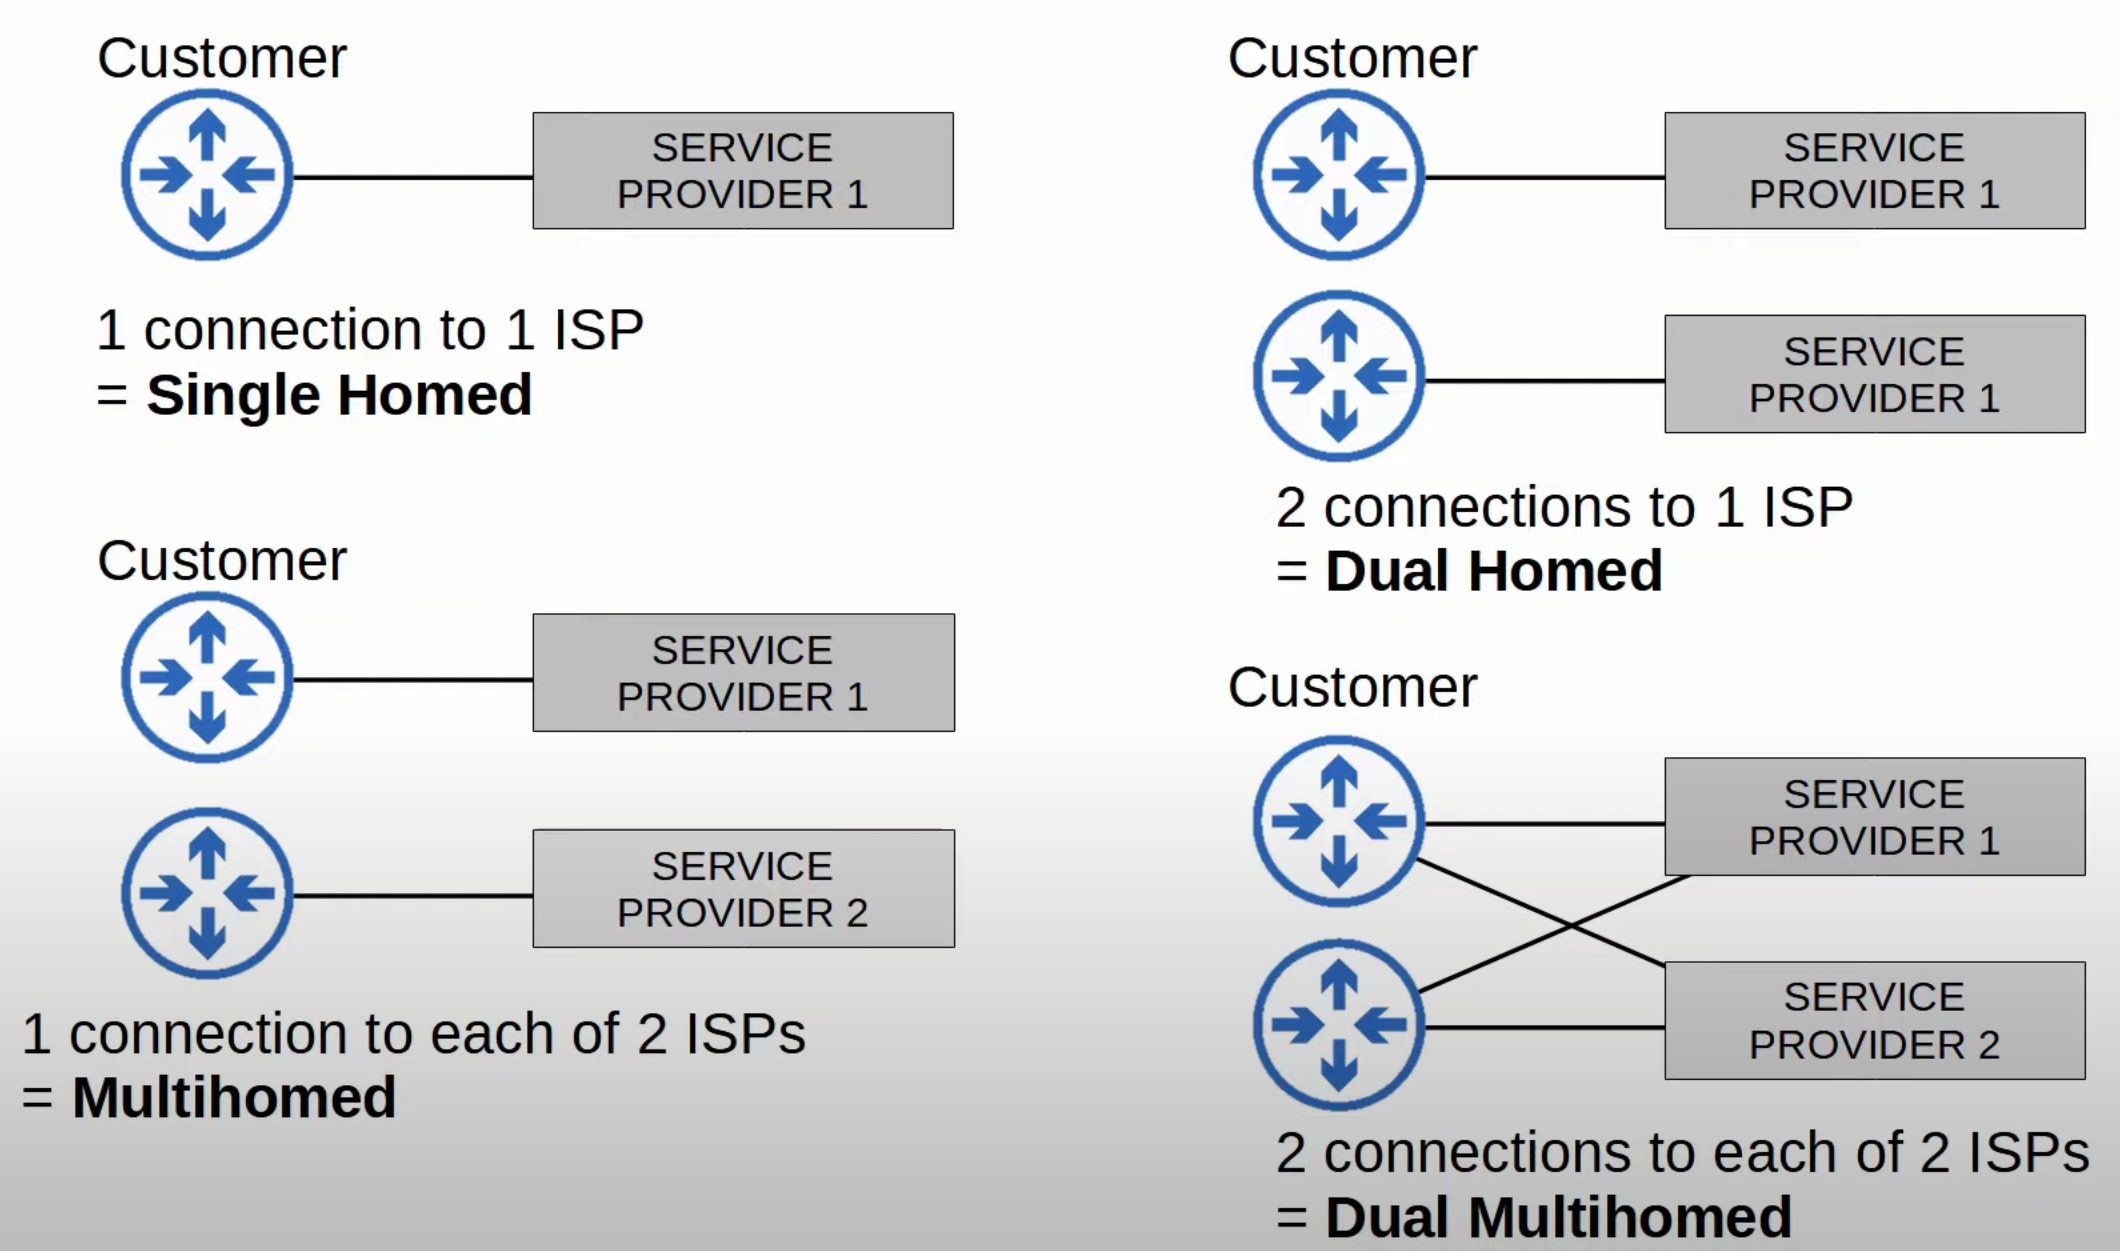 Customer
SERVICE
PROVIDER 1
1 connection to 1 ISP
= Single Homed
Customer
SERVICE
PROVIDER 1
SERVICE
PROVIDER 1
2 connections to 1 ISP
= Dual Homed
Customer
SERVICE
PROVIDER 1
SERVICE
PROVIDER 2
1 connection to each of 2 ISPs
= Multihomed
Customer
SERVICE
PROVIDER 1
SERVICE
PROVIDER 2
2 connections to each of 2 ISPs
= Dual Multihomed